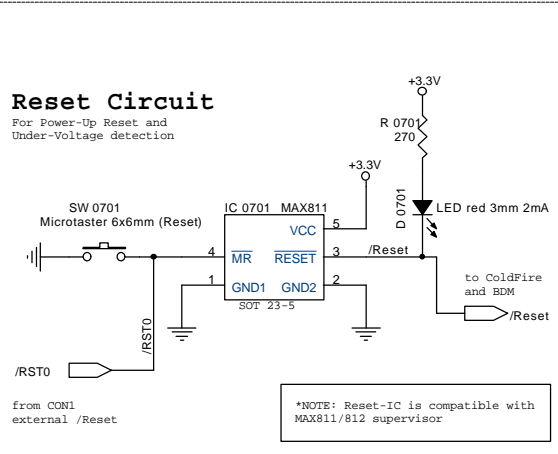 +3.3V
Reset Circuit
For Power-Up Reset and
Under-Voltage detection
R 0701
270
+3.3V
D 0701
LED red 3mm 2mA
SW 0701
Microtaster 6x6mm (Reset)
IC 0701 MAX811
VCC 5
4 MR RESET 3 /Reset
1 GND1 GND2 2
SOT 23-5
to ColdFire
and BDM
/Reset
/RST0
/RST0
from CON1
external /Reset
*NOTE: Reset-IC is compatible with
MAX811/812 supervisor